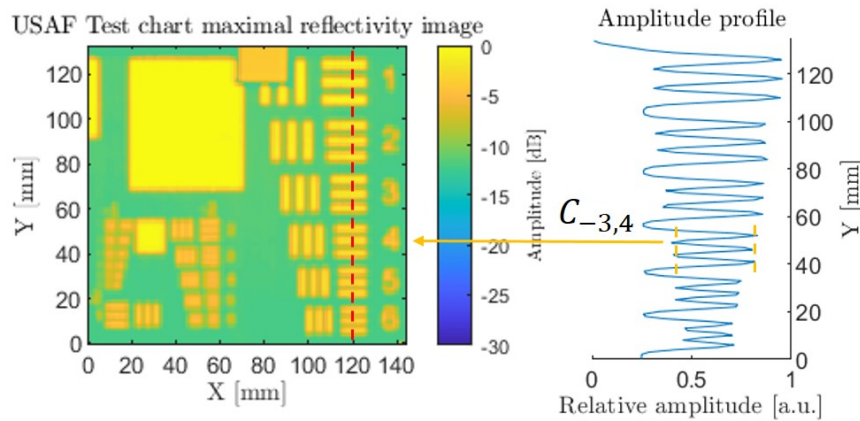 USAF Test chart maximal reflectivity image
Y [mm]
120
100
80
60
40
20
0
0 20 40 60 80 100 120 140
X [mm]
1
2
3
4
5
6
0
-5
-10
-15
-20
-25
-30
Amplitude [dB]
C-3,4
Amplitude profile
120
100
80
60
40
20
0
Y [mm]
0 0.5 1
Relative amplitude [a.u.]